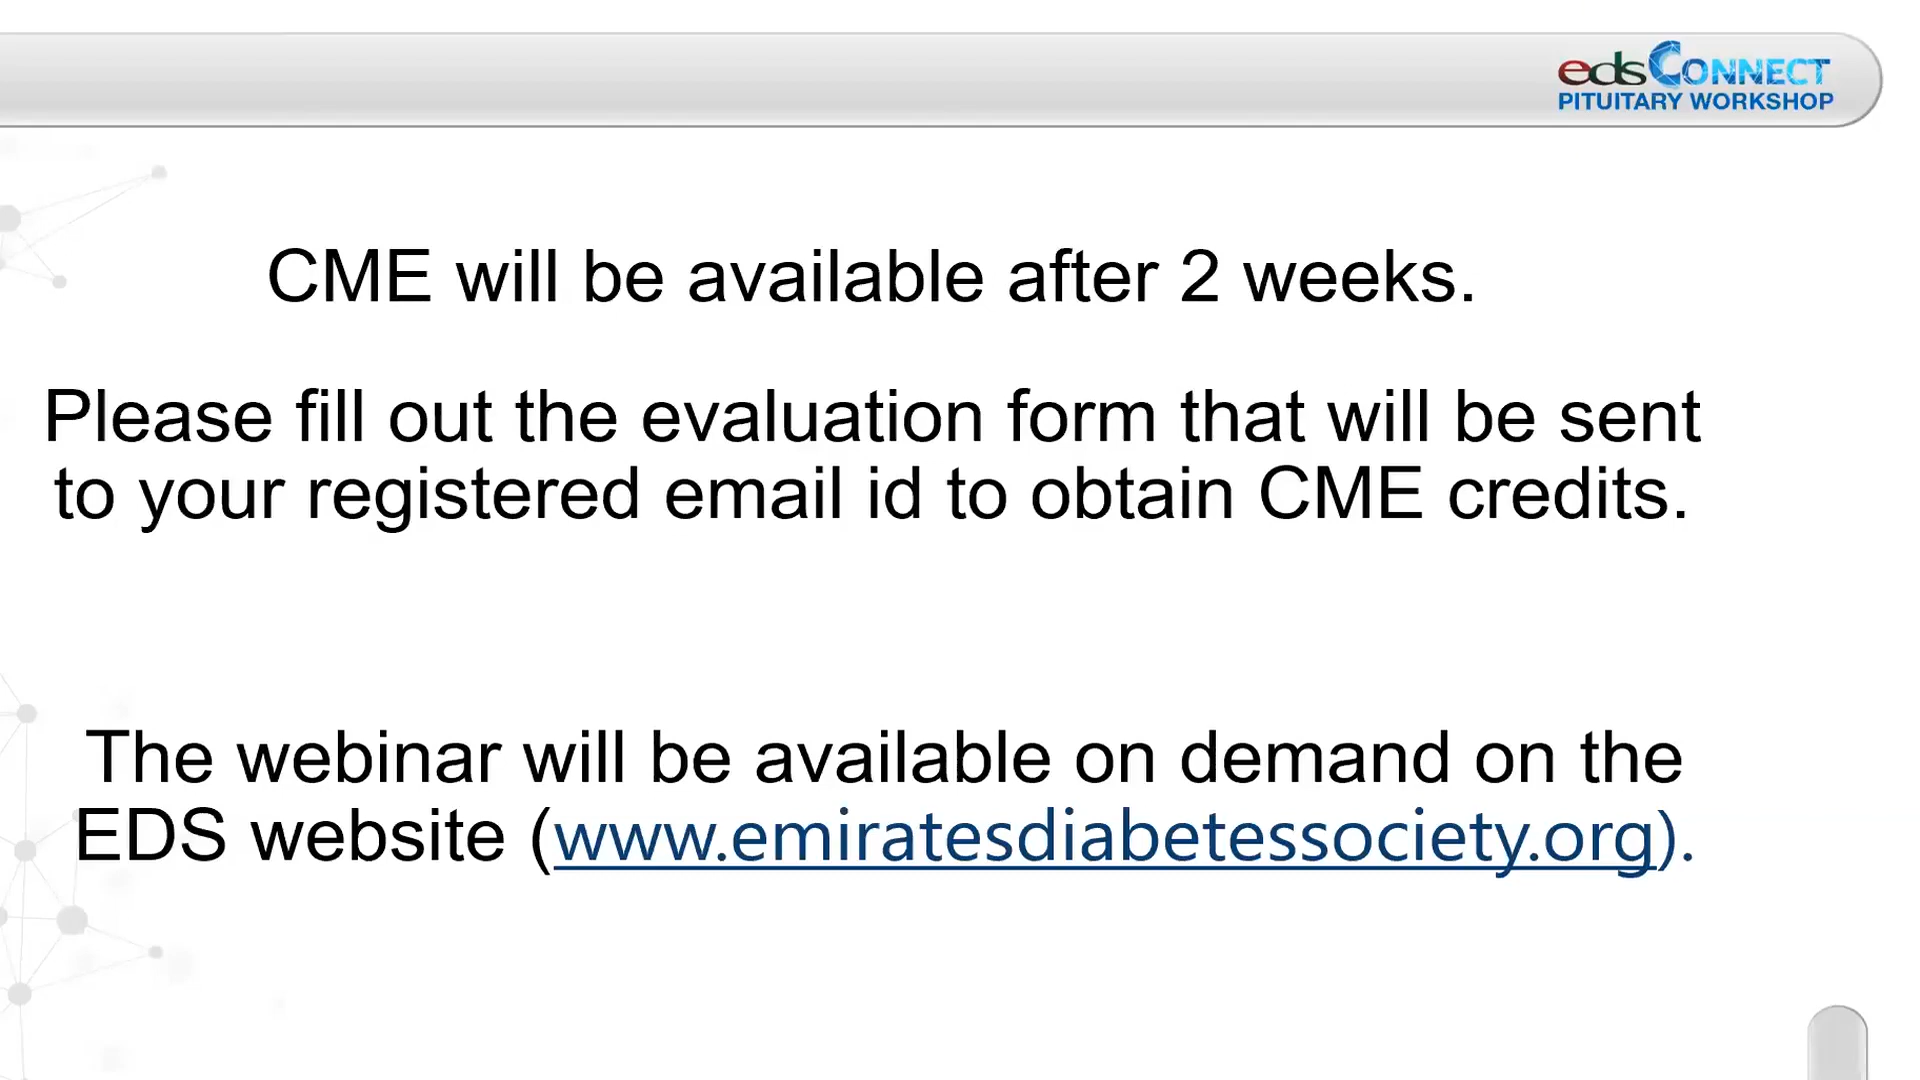 eds CONNECT
PITUITARY WORKSHOP
CME will be available after 2 weeks.
Please fill out the evaluation form that will be sent
to your registered email id to obtain CME credits.
The webinar will be available on demand on the
EDS website (www.emiratesdiabetessociety.org).